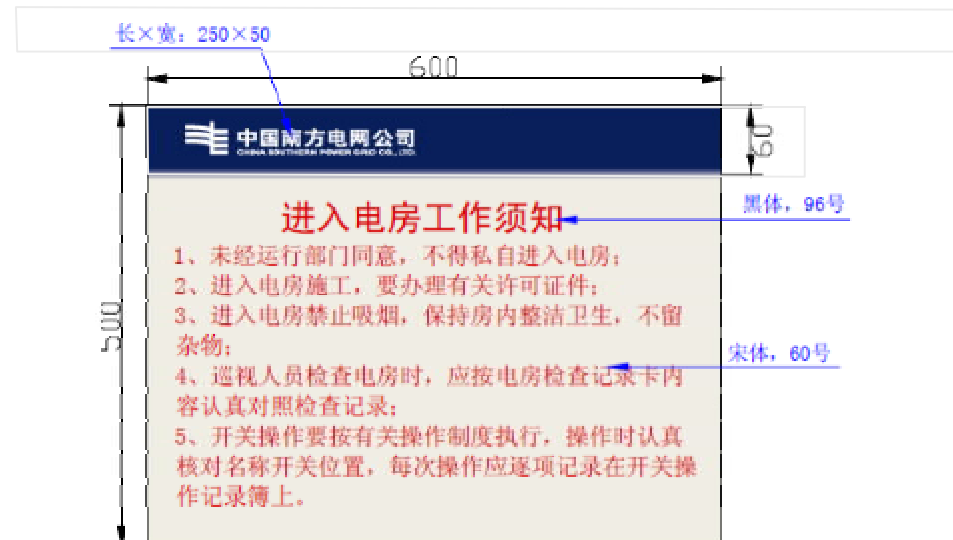 长×宽：250×50
600
中国南方电网公司
CHINA SOUTHERN POWER GRID CO., LTD.
60
进入电房工作须知
黑体，96号
1、未经运行部门同意，不得私自进入电房；
2、进入电房施工，要办理有关许可证件；
3、进入电房禁止吸烟，保持房内整洁卫生，不留
杂物；
500
宋体，60号
4、巡视人员检查电房时，应按电房检查记录卡内
容认真对照检查记录；
5、开关操作要按有关操作制度执行，操作时认真
核对名称开关位置，每次操作应逐项记录在开关操
作记录簿上。